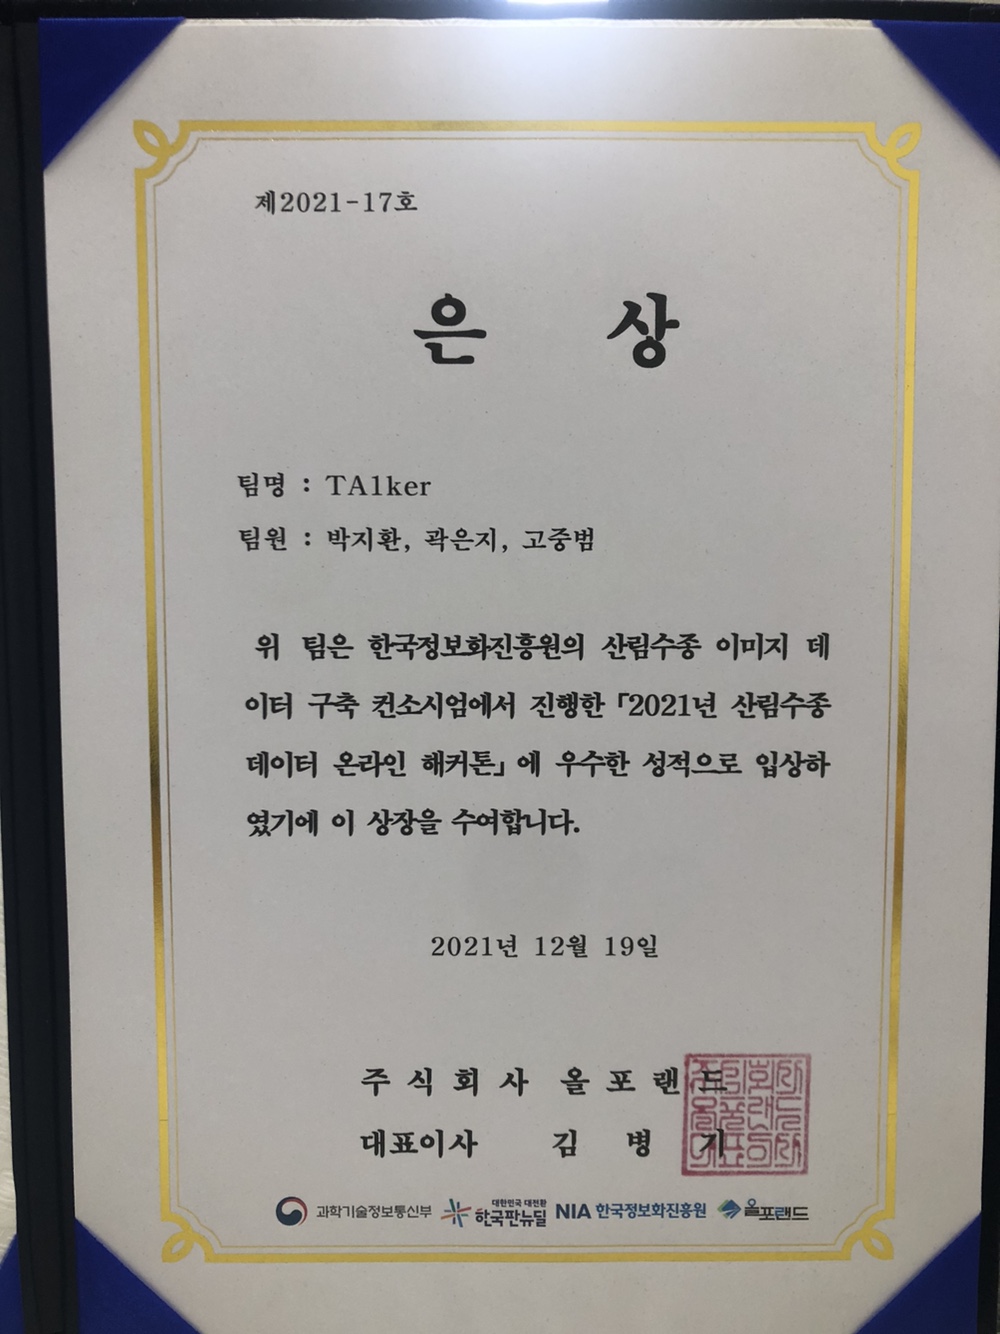 제2021-17호
은 상
팀명 : TA1ker
팀원 : 박지환, 곽은지, 고중범
위 팀은 한국정보화진흥원의 산림수종 이미지 데
이터 구축 컨소시엄에서 진행한 「2021년 산림수종
데이터 온라인 해커톤」에 우수한 성적으로 입상하
였기에 이 상장을 수여합니다.
2021년 12월 19일
주식회사 올포랜드
대표이사 김병기
과학기술정보통신부 대한민국 대전환 한국판뉴딜 NIA 한국정보화진흥원 올포랜드